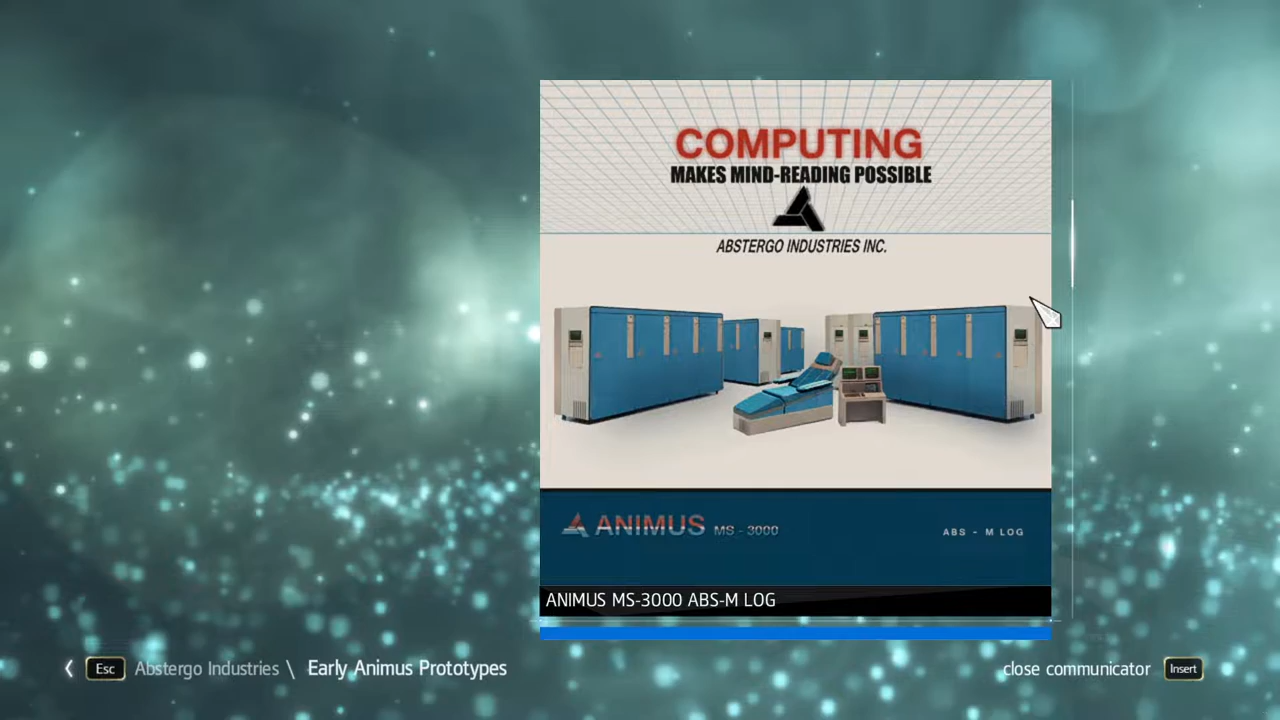 COMPUTING
MAKES MIND-READING POSSIBLE
ABSTERGO INDUSTRIES INC.
ANIMUS MS - 3000
ABS - M LOG
ANIMUS MS-3000 ABS-M LOG
Esc Abstergo Industries \ Early Animus Prototypes
close communicator Insert